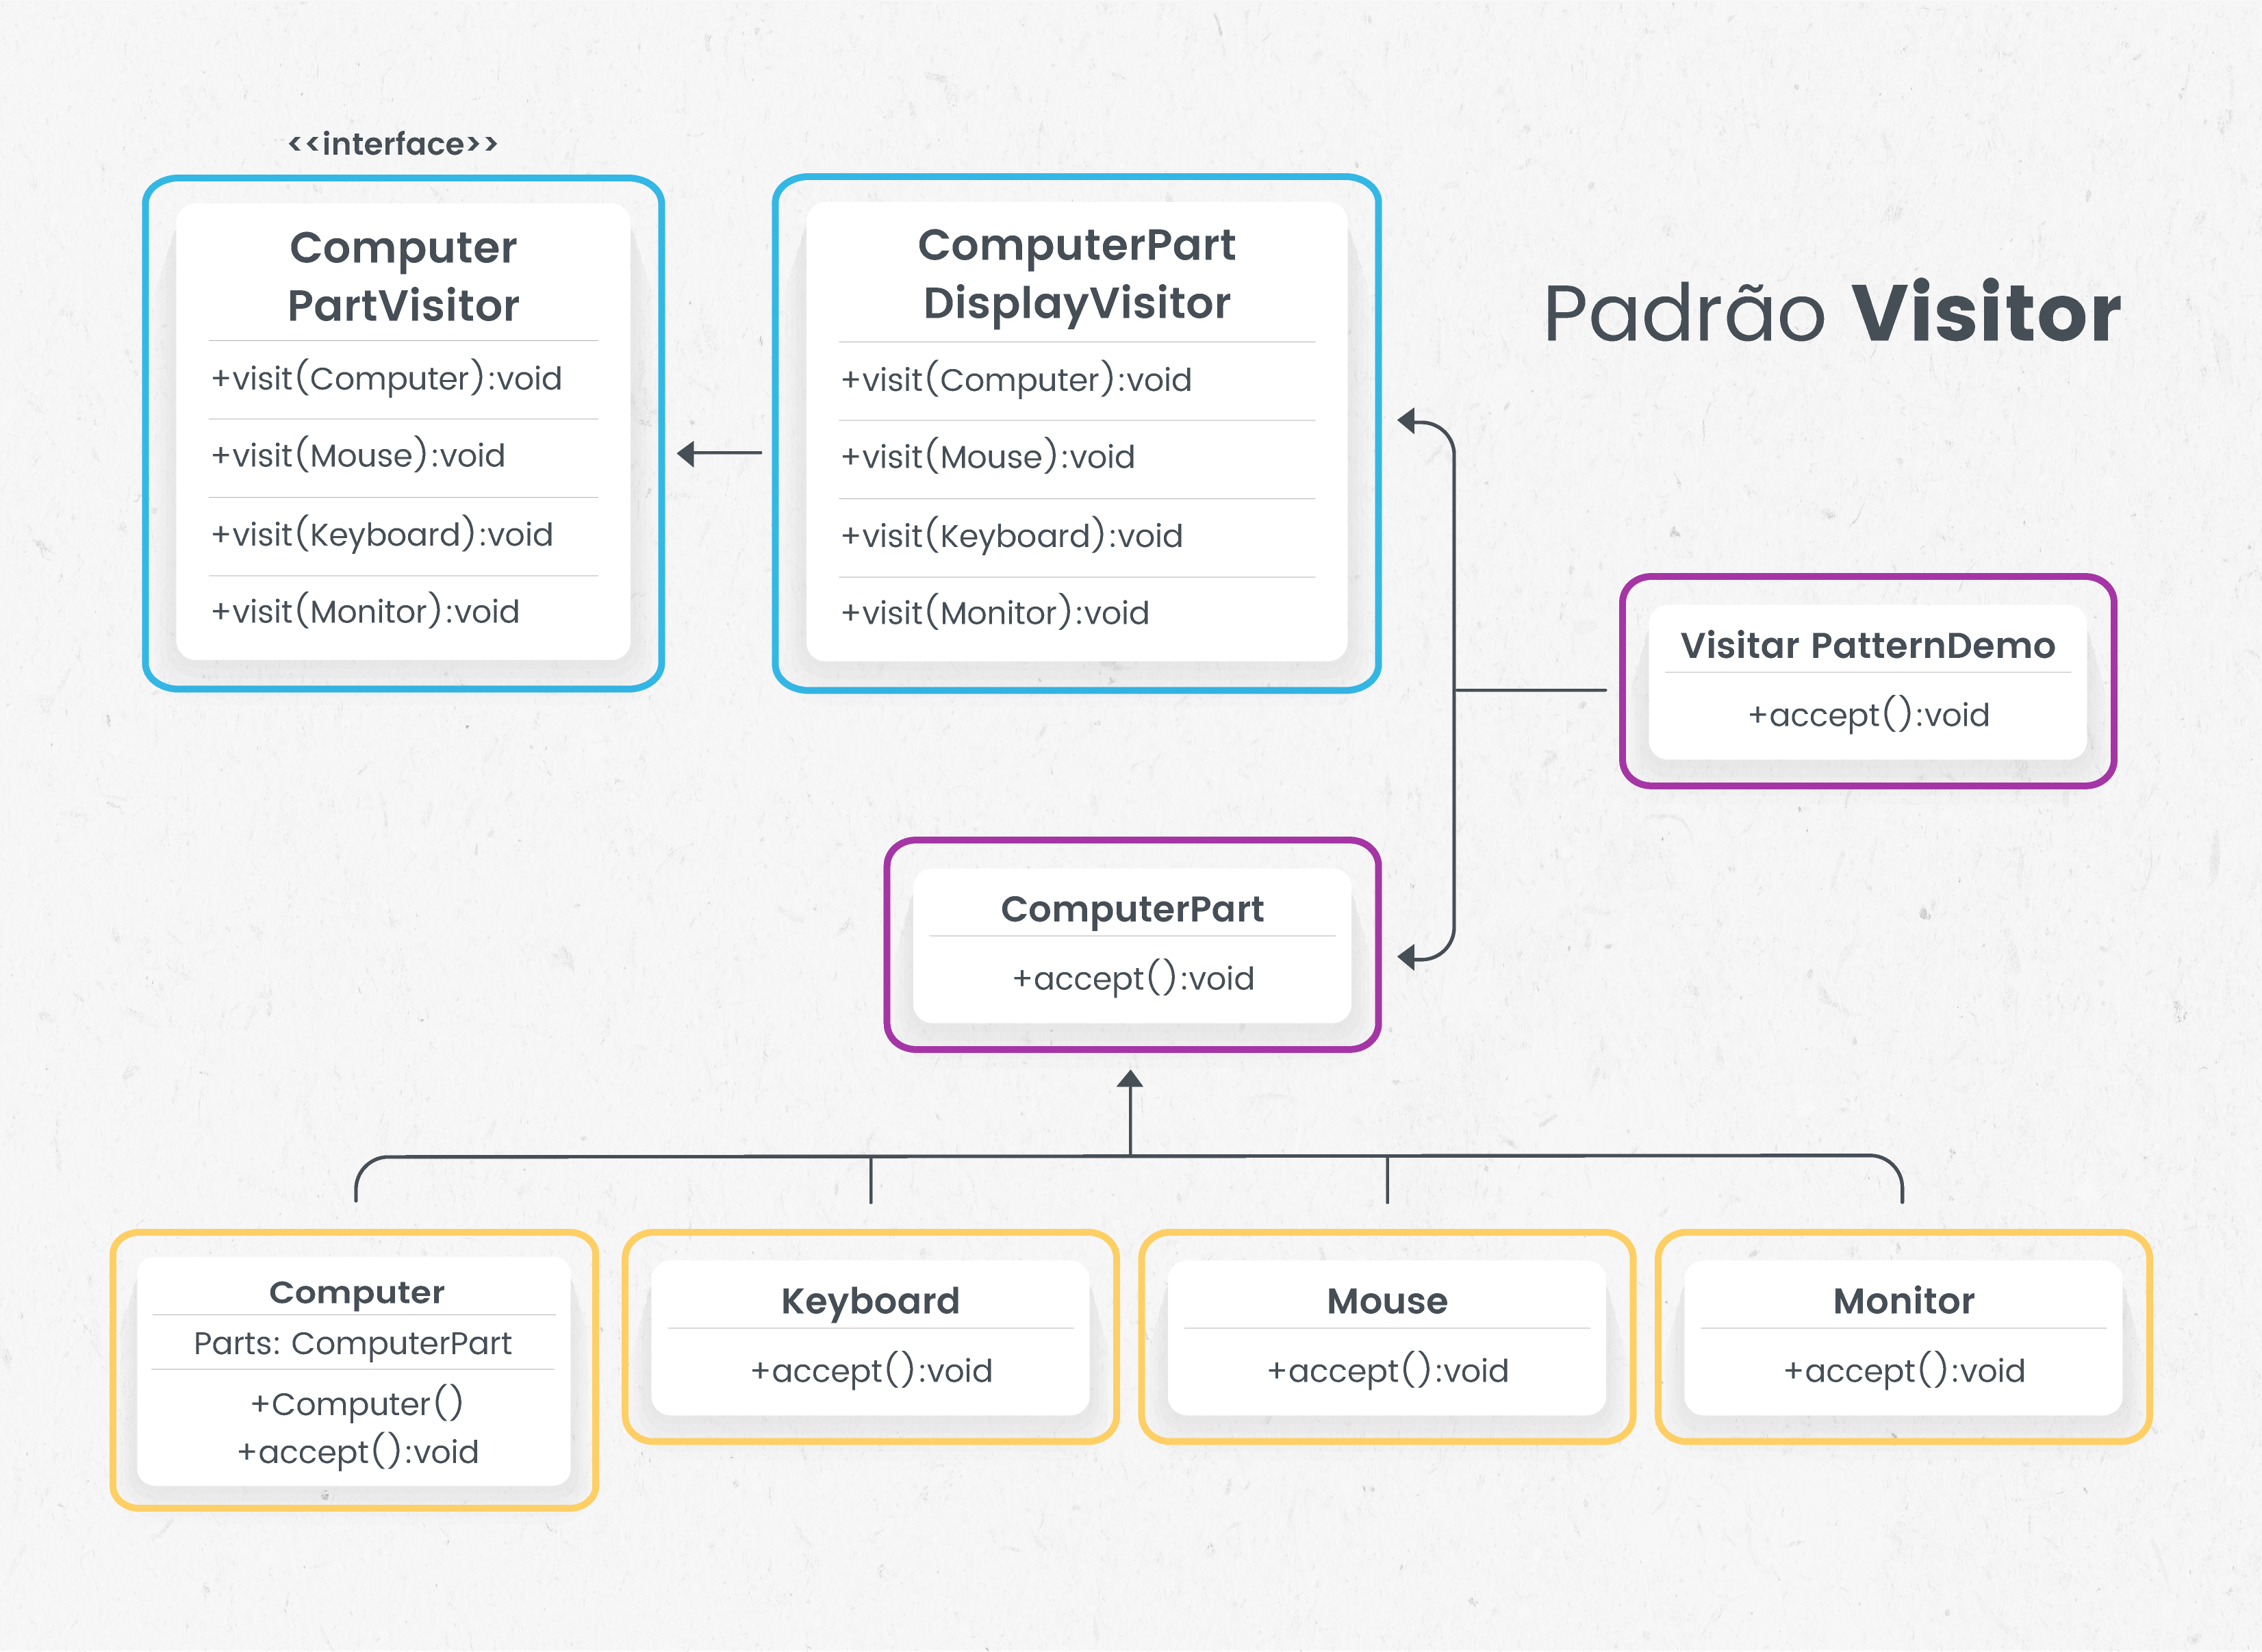 <<interface>>
Computer
PartVisitor
+visit(Computer):void
+visit(Mouse):void
+visit(Keyboard):void
+visit(Monitor):void
ComputerPart
DisplayVisitor
+visit(Computer):void
+visit(Mouse):void
+visit(Keyboard):void
+visit(Monitor):void
Padrão Visitor
Visitar PatternDemo
+accept():void
ComputerPart
+accept():void
Computer
Parts: ComputerPart
+Computer()
+accept():void
Keyboard
+accept():void
Mouse
+accept():void
Monitor
+accept():void